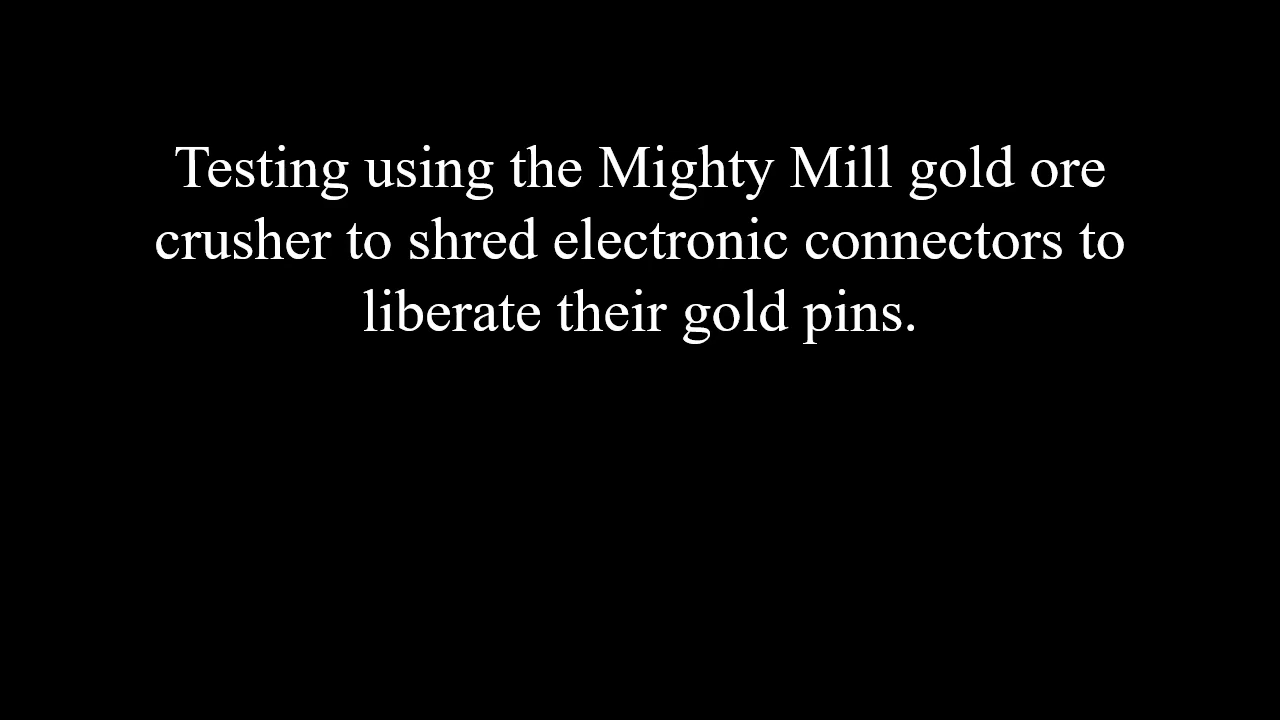 Testing using the Mighty Mill gold ore
crusher to shred electronic connectors to
liberate their gold pins.